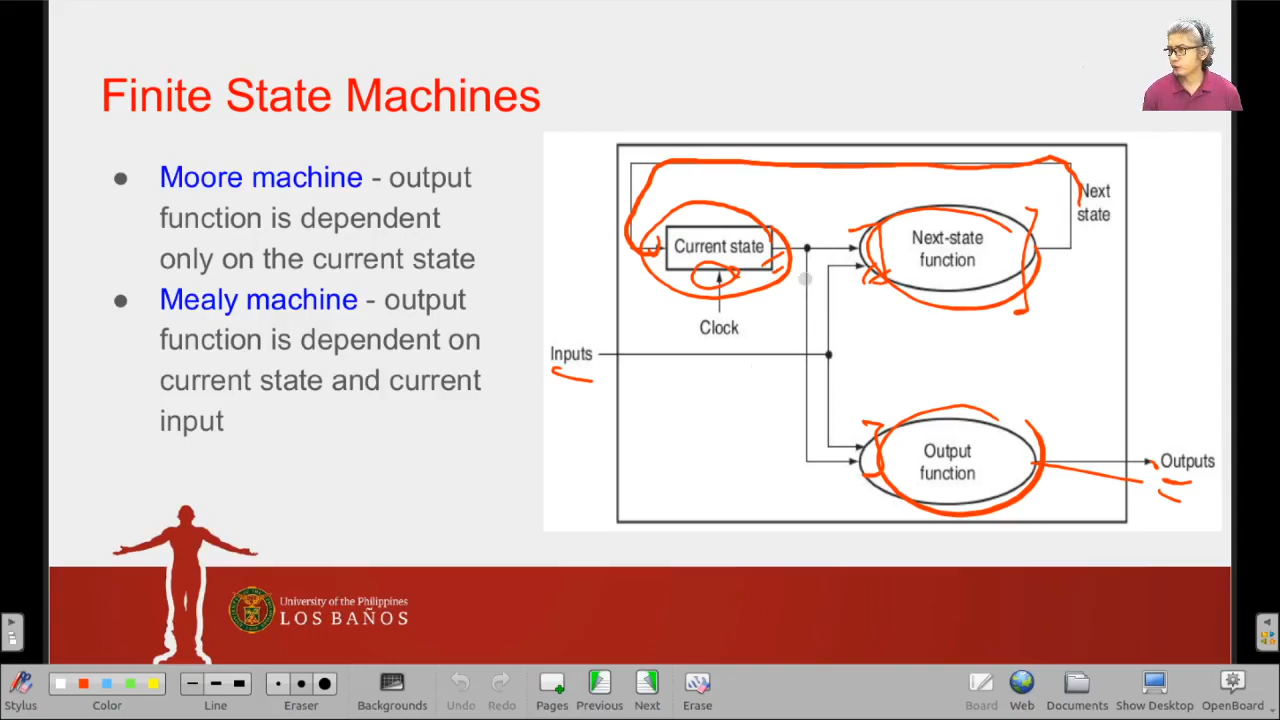 Finite State Machines
● Moore machine - output
function is dependent
only on the current state
● Mealy machine - output
function is dependent on
current state and current
input
Next
state
Current state
Next-state
function
Clock
Inputs
Output
function
Outputs
University of the Philippines
LOS BAÑOS
Stylus
Color
Line
Eraser
Backgrounds
Undo
Redo
Pages
Previous
Next
Erase
Board
Web
Documents
Show Desktop
OpenBoard